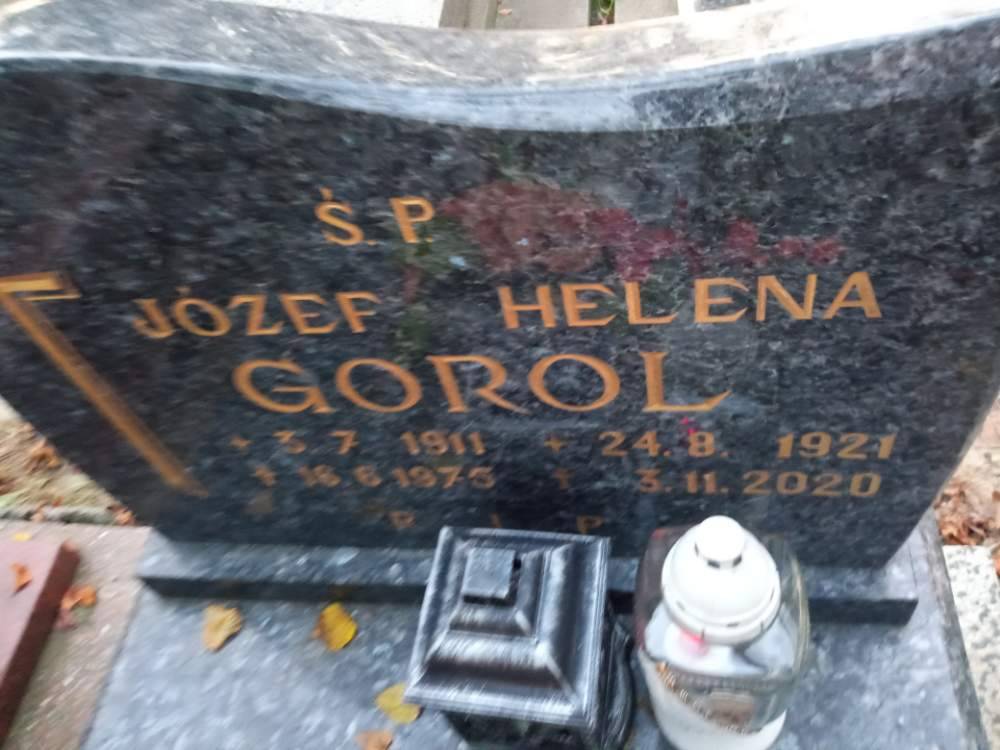 Ś. P
JÓZEF HELENA
GOROL
+ 3. 7 1911 + 24. 8. 1921
+ 16. 6 1975 + 3. 11. 2020
R I P